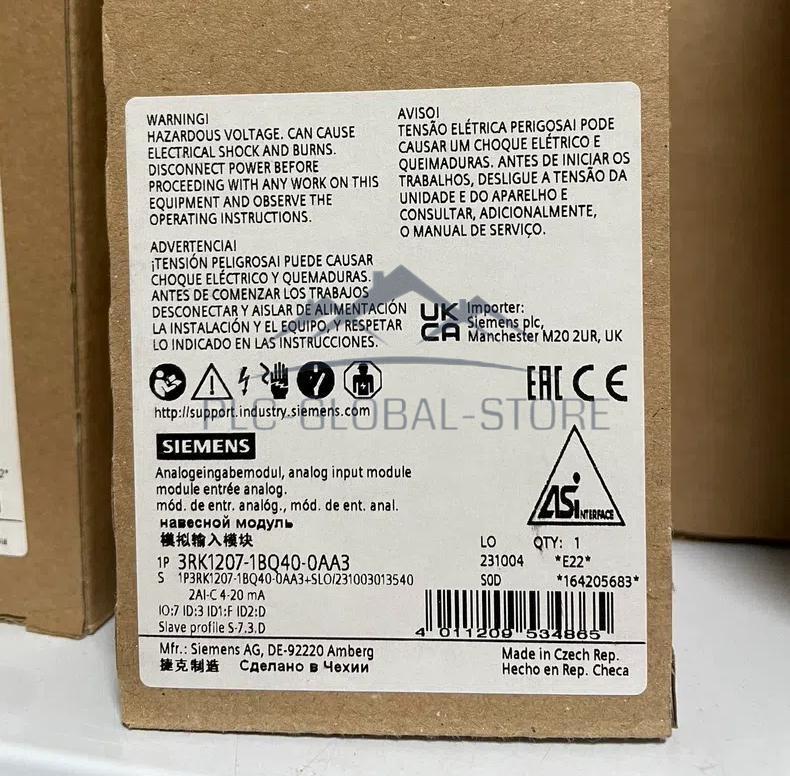 WARNING!
HAZARDOUS VOLTAGE. CAN CAUSE
ELECTRICAL SHOCK AND BURNS.
DISCONNECT POWER BEFORE
PROCEEDING WITH ANY WORK ON THIS
EQUIPMENT AND OBSERVE THE
OPERATING INSTRUCTIONS.
AVISO!
TENSÃO ELÉTRICA PERIGOSA! PODE
CAUSAR UM CHOQUE ELÉTRICO E
QUEIMADURAS. ANTES DE INICIAR OS
TRABALHOS, DESLIGUE A TENSÃO DA
UNIDADE E DO APARELHO E
CONSULTAR, ADICIONALMENTE,
O MANUAL DE SERVIÇO.
ADVERTENCIA!
¡TENSIÓN PELIGROSA! PUEDE CAUSAR
CHOQUE ELÉCTRICO Y QUEMADURAS.
ANTES DE COMENZAR LOS TRABAJOS
DESCONECTAR Y AISLAR DE ALIMENTACIÓN
LA INSTALACIÓN Y EL EQUIPO, Y RESPETAR
LO INDICADO EN LAS INSTRUCCIONES.
UK
CA
Importer:
Siemens plc,
Manchester M20 2UR, UK
EAC CE
http://support.industry.siemens.com
PLC-GLOBAL-STORE
SIEMENS
Analogeingabemodul, analog input module
module entrée analog.
mód. de entr. analóg., mód. de ent. anal.
навесной модуль
模拟输入模块
ASi INTERFACE
1P 3RK1207-1BQ40-0AA3
S 1P3RK1207-1BQ40-0AA3+SLO/231003013540
2AI-C 4-20 mA
IO:7 ID:3 ID1:F ID2:D
Slave profile S-7.3.D
LO QTY: 1
231004 *E22*
S0D *164205683*
4 011209 534865
Mfr.: Siemens AG, DE-92220 Amberg
捷克制造 Сделано в Чехии
Made in Czech Rep.
Hecho en Rep. Checa